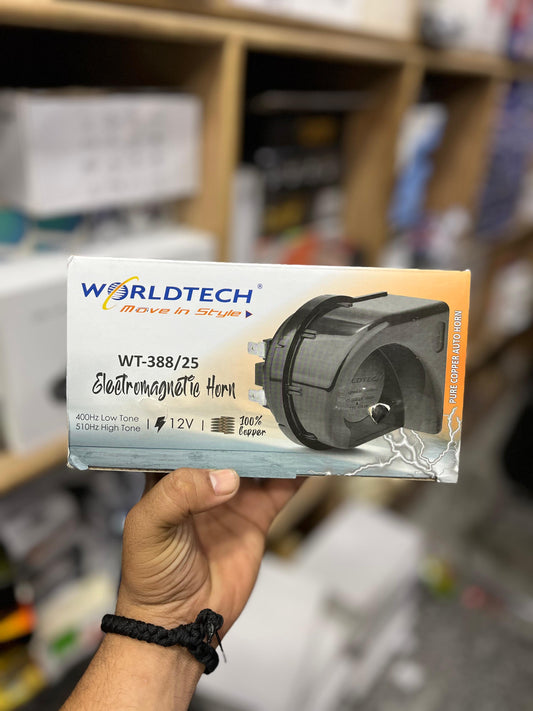 WORLDTECH®
Move in Style
WT-388/25
Electromagnetic Horn
400Hz Low Tone
510Hz High Tone
12V
100%
Copper
PURE COPPER AUTO HORN